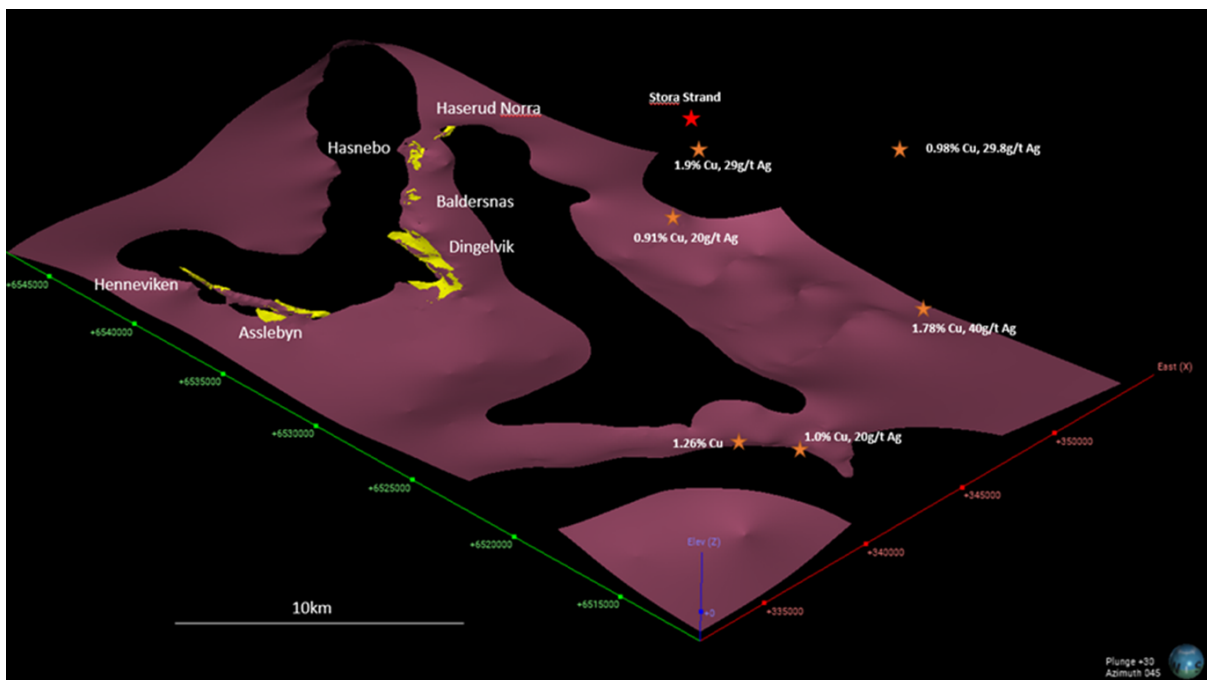 Haserud Norra
Stora Strand
Hasnebo
1.9% Cu, 29g/t Ag
0.98% Cu, 29.8g/t Ag
Baldersnas
0.91% Cu, 20g/t Ag
Dingelvik
+6545000
Henneviken
+6540000
Asslebyn
1.78% Cu, 40g/t Ag
East (X)
+6535000
+6530000
+350000
1.26% Cu
1.0% Cu, 20g/t Ag
+6525000
+345000
+6520000
Elev (Z)
+340000
+6515000
+0
+335000
10km
Plunge +30
Azimuth 045